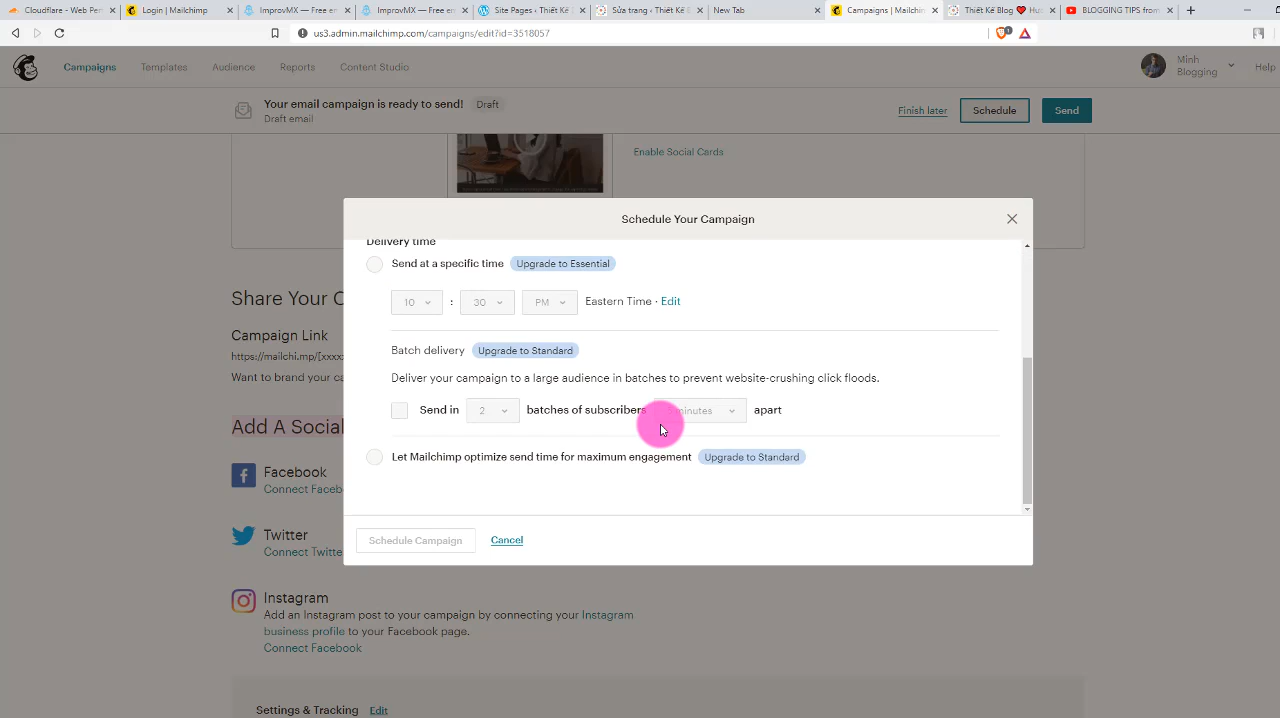 Cloudflare - Web Per
Login | Mailchimp
ImprovMX — Free en
ImprovMX — Free en
Site Pages ‹ Thiết Kế
Sửa trang ‹ Thiết Kế B
New Tab
Campaigns | Mailchim
Thiết Kế Blog ❤ Hư
BLOGGING TIPS from
us3.admin.mailchimp.com/campaigns/edit?id=3518057
Campaigns
Templates
Audience
Reports
Content Studio
Minh
Blogging
Help
Your email campaign is ready to send!
Draft
Draft email
Finish later
Schedule
Send
Enable Social Cards
Schedule Your Campaign
Delivery time
Send at a specific time
Upgrade to Essential
10 : 30 PM Eastern Time · Edit
Batch delivery
Upgrade to Standard
Deliver your campaign to a large audience in batches to prevent website-crushing click floods.
Send in 2 batches of subscribers minutes apart
Let Mailchimp optimize send time for maximum engagement
Upgrade to Standard
Schedule Campaign
Cancel
Share Your C
Campaign Link
https://mailchi.mp/[xxxx
Want to brand your ca
Add A Social
Facebook
Connect Faceb
Twitter
Connect Twitte
Instagram
Add an Instagram post to your campaign by connecting your Instagram
business profile to your Facebook page.
Connect Facebook
Settings & Tracking
Edit